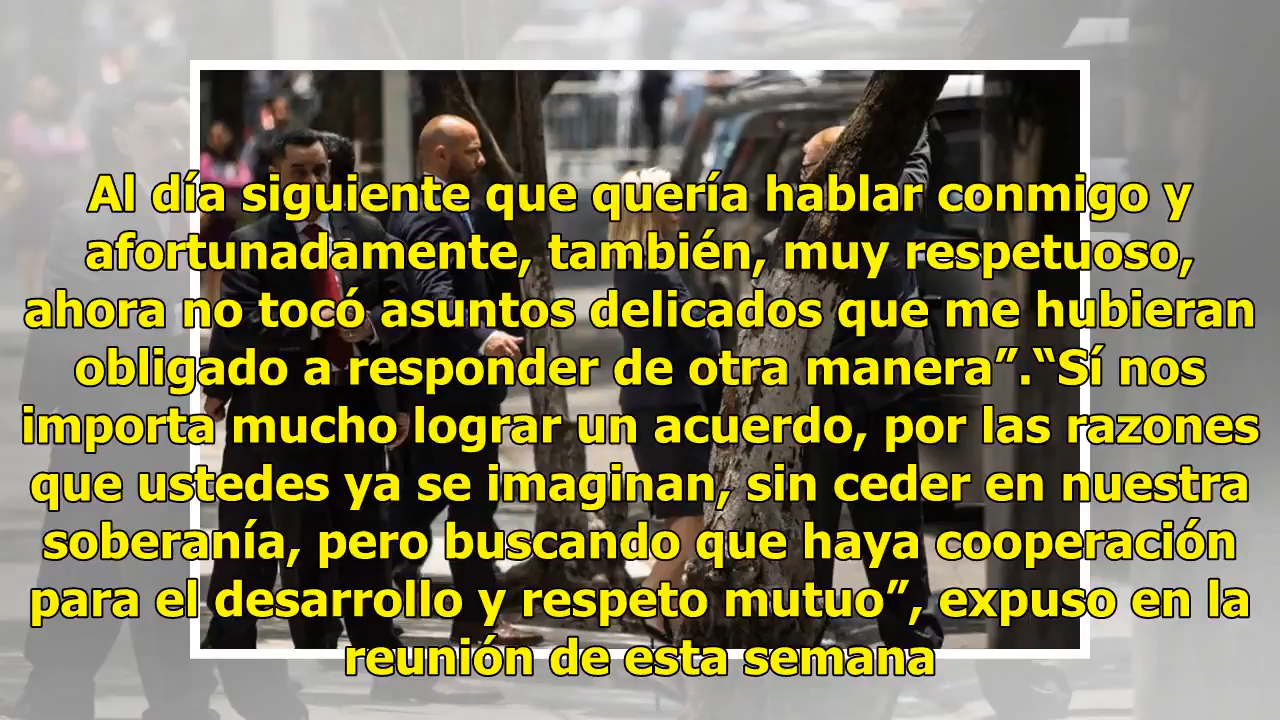 Al día siguiente que quería hablar conmigo y
afortunadamente, también, muy respetuoso,
ahora no tocó asuntos delicados que me hubieran
obligado a responder de otra manera”.“Sí nos
importa mucho lograr un acuerdo, por las razones
que ustedes ya se imaginan, sin ceder en nuestra
soberanía, pero buscando que haya cooperación
para el desarrollo y respeto mutuo”, expuso en la
reunión de esta semana